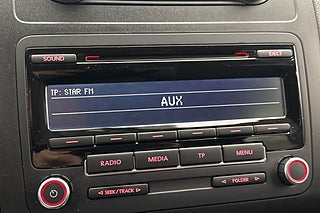 SOUND
EJECT
TP: STAR FM
AUX
RADIO
MEDIA
TP
MENU
SEEK/TRACK
FOLDER